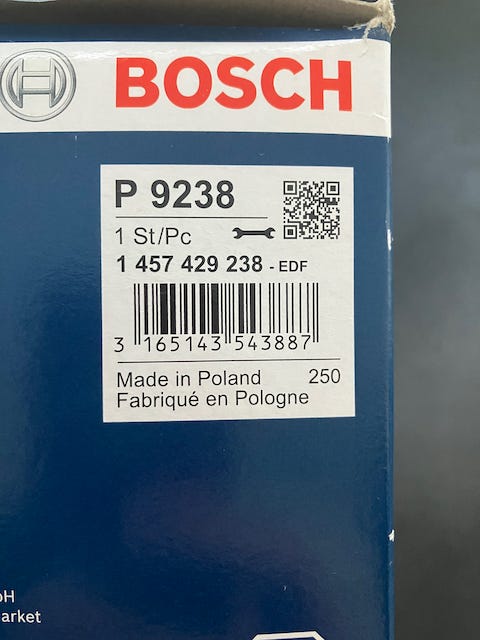 BOSCH
P 9238
1 St/Pc
1 457 429 238 - EDF
3 165143 543887
Made in Poland 250
Fabriqué en Pologne
arket